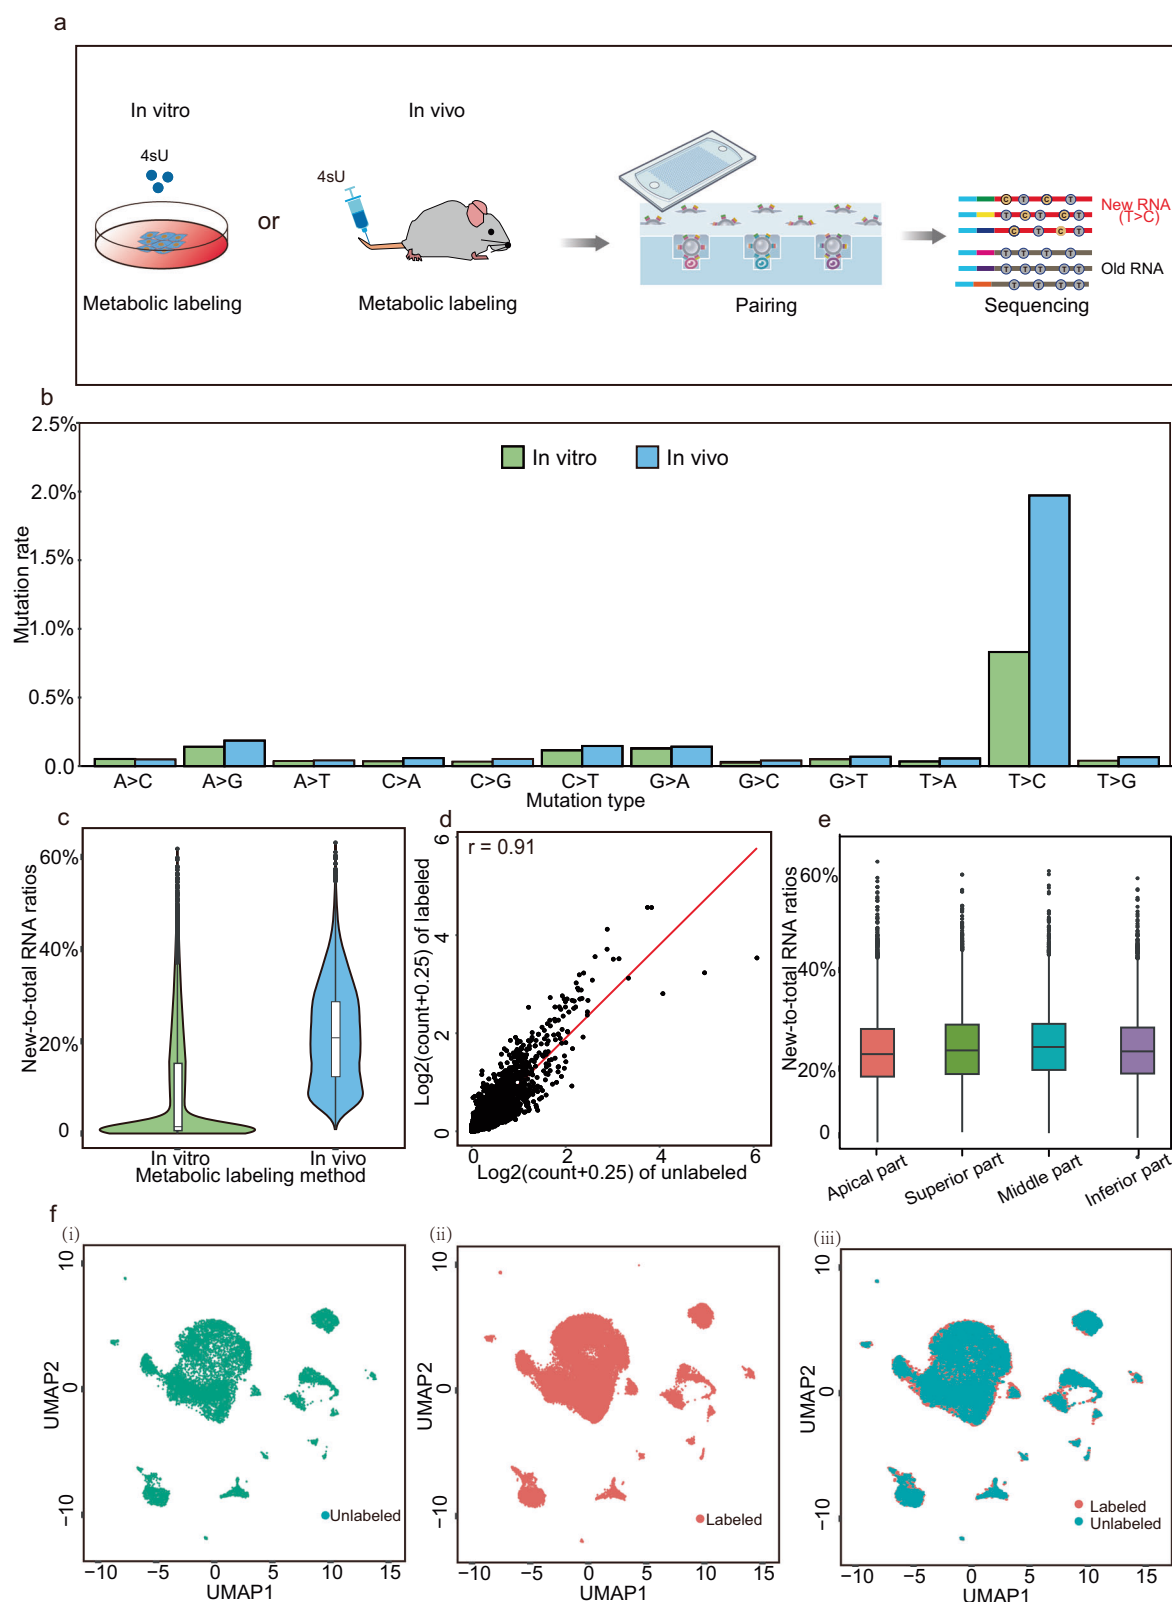 a
In vitro
In vivo
4sU
4sU
or
Metabolic labeling
Metabolic labeling
Pairing
Sequencing
C T C T
T C T C T
C T C T
New RNA
(T>C)
T T T T
T T T T T
T T T T
Old RNA
b
2.5%
2.0%
1.5%
1.0%
0.5%
0.0
Mutation rate
In vitro
In vivo
A>C A>G A>T C>A C>G C>T G>A G>C G>T T>A T>C T>G
Mutation type
c
60%
40%
20%
0
New-to-total RNA ratios
In vitro In vivo
Metabolic labeling method
d
r = 0.91
6
4
2
0
Log2(count+0.25) of labeled
0 2 4 6
Log2(count+0.25) of unlabeled
e
60%
40%
20%
0
New-to-total RNA ratios
Apical part
Superior part
Middle part
Inferior part
f
(i)
10
0
−10
UMAP2
Unlabeled
−10 −5 0 5 10 15
UMAP1
(ii)
10
0
−10
UMAP2
Labeled
−10 −5 0 5 10 15
UMAP1
(iii)
10
0
−10
UMAP2
Labeled
Unlabeled
−10 −5 0 5 10 15
UMAP1